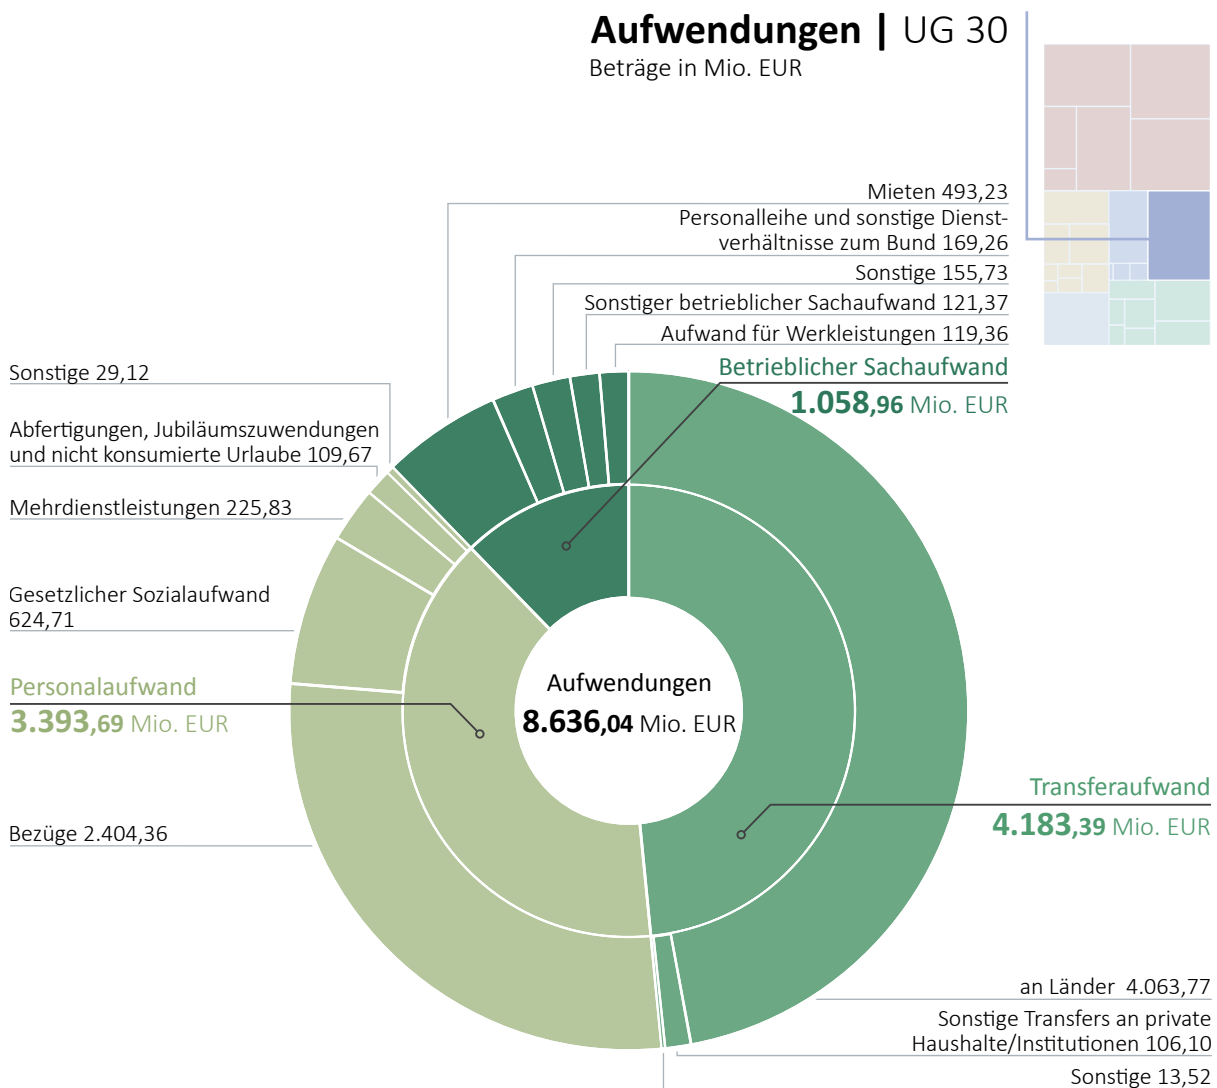 Aufwendungen | UG 30
Beträge in Mio. EUR
Mieten 493,23
Personalleihe und sonstige Dienst-
verhältnisse zum Bund 169,26
Sonstige 155,73
Sonstiger betrieblicher Sachaufwand 121,37
Aufwand für Werkleistungen 119,36
Betrieblicher Sachaufwand
1.058,96 Mio. EUR
Sonstige 29,12
Abfertigungen, Jubiläumszuwendungen
und nicht konsumierte Urlaube 109,67
Mehrdienstleistungen 225,83
Gesetzlicher Sozialaufwand
624,71
Personalaufwand
3.393,69 Mio. EUR
Bezüge 2.404,36
Aufwendungen
8.636,04 Mio. EUR
Transferaufwand
4.183,39 Mio. EUR
an Länder 4.063,77
Sonstige Transfers an private
Haushalte/Institutionen 106,10
Sonstige 13,52